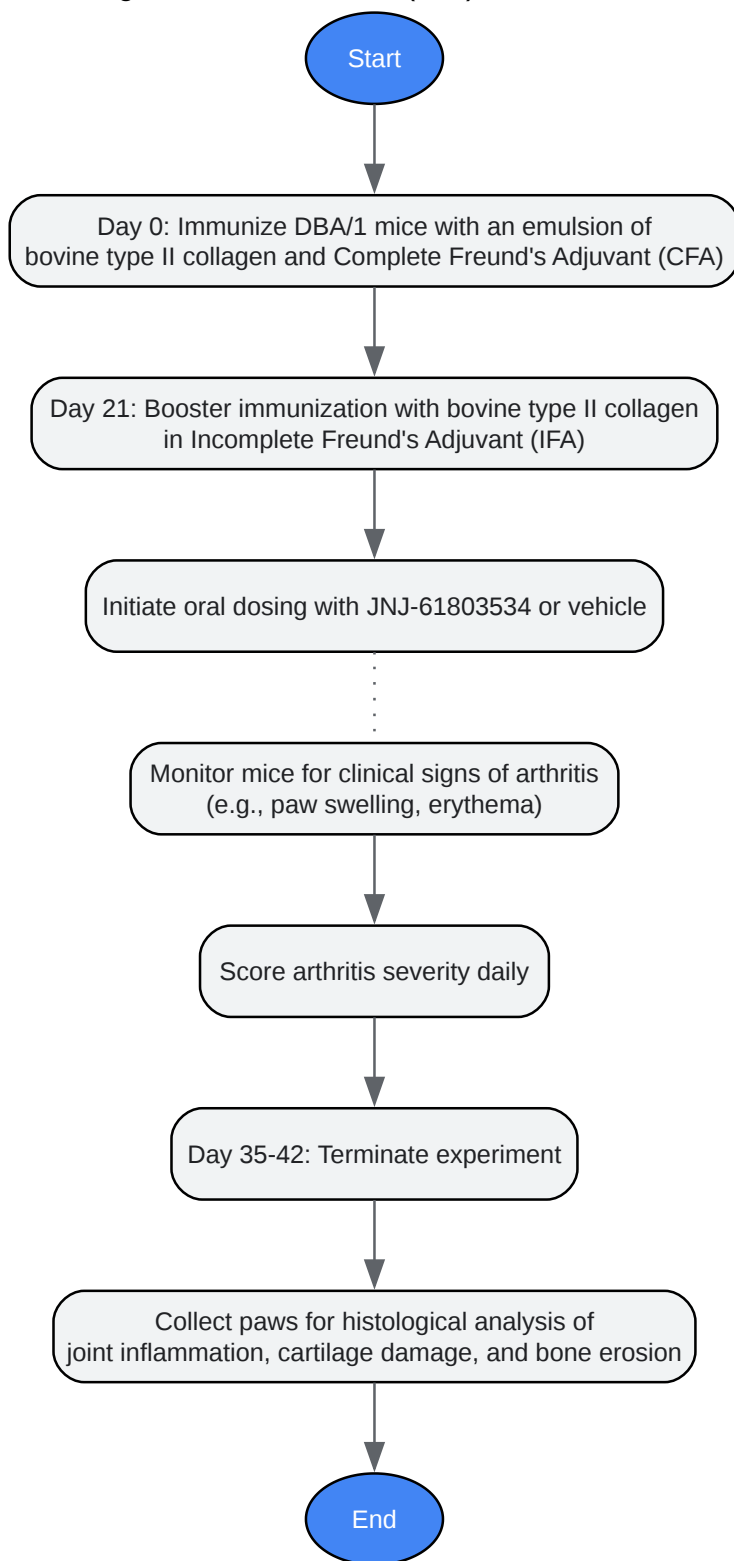 Start
Day 0: Immunize DBA/1 mice with an emulsion of
bovine type II collagen and Complete Freund's Adjuvant (CFA)
Day 21: Booster immunization with bovine type II collagen
in Incomplete Freund's Adjuvant (IFA)
Initiate oral dosing with JNJ-61803534 or vehicle
Monitor mice for clinical signs of arthritis
(e.g., paw swelling, erythema)
Score arthritis severity daily
Day 35-42: Terminate experiment
Collect paws for histological analysis of
joint inflammation, cartilage damage, and bone erosion
End